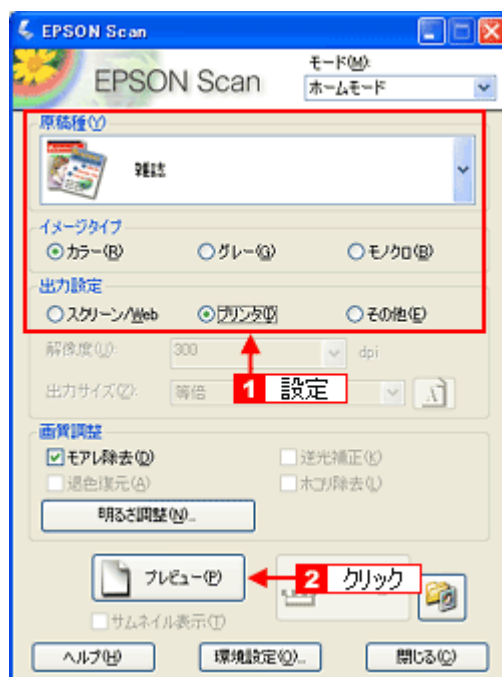 EPSON Scan
EPSON Scan
モード(M):
ホームモード
原稿種(Y)
雑誌
イメージタイプ
カラー(R) グレー(G) モノクロ(B)
出力設定
スクリーン/Web プリンタ(I) その他(E)
解像度(U): 300 dpi
出力サイズ(Z): 等倍 A
1 設定
画質調整
モアレ除去(D) 逆光補正(K)
退色復元(A) ホコリ除去(L)
明るさ調整(N)...
プレビュー(P) 2 クリック
サムネイル表示(T)
ヘルプ(H) 環境設定(O)... 閉じる(C)